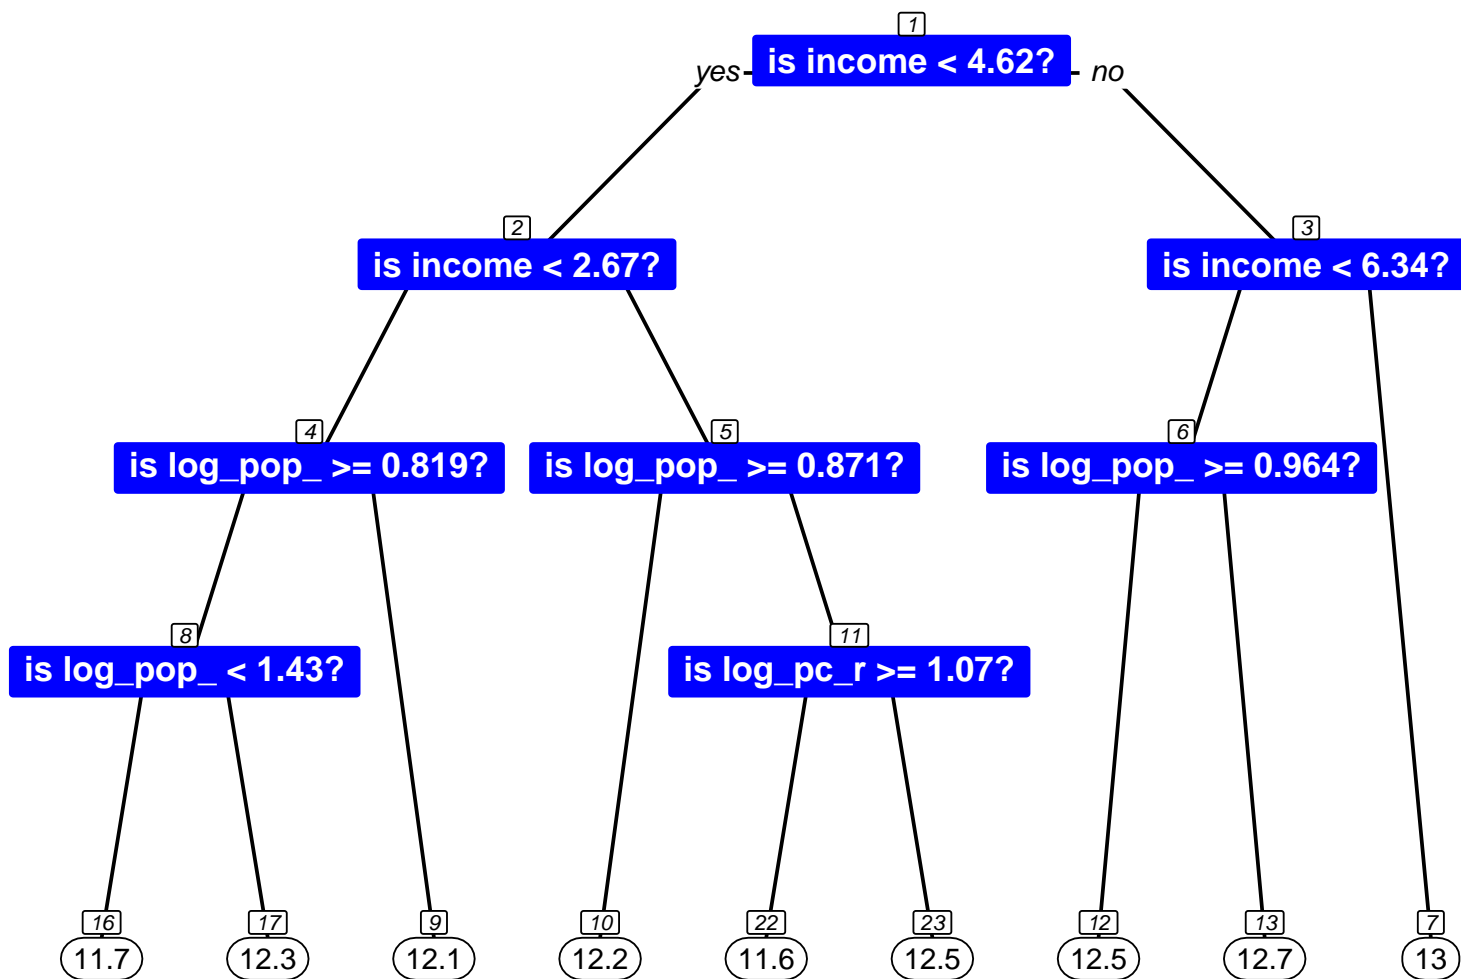 1
is income < 4.62?
yes
no
2
is income < 2.67?
3
is income < 6.34?
4
is log_pop_ >= 0.819?
5
is log_pop_ >= 0.871?
6
is log_pop_ >= 0.964?
8
is log_pop_ < 1.43?
11
is log_pc_r >= 1.07?
16
11.7
17
12.3
9
12.1
10
12.2
22
11.6
23
12.5
12
12.5
13
12.7
7
13